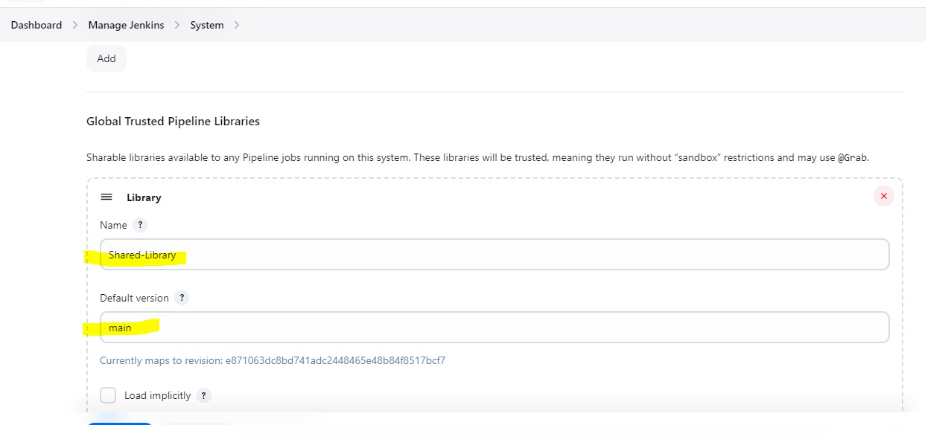 Dashboard > Manage Jenkins > System >
Add
Global Trusted Pipeline Libraries
Sharable libraries available to any Pipeline jobs running on this system. These libraries will be trusted, meaning they run without “sandbox” restrictions and may use @Grab.
Library
Name ?
Shared-Library
Default version ?
main
Currently maps to revision: e871063dc8bd741adc2448465e48b84f8517bcf7
Load implicitly ?